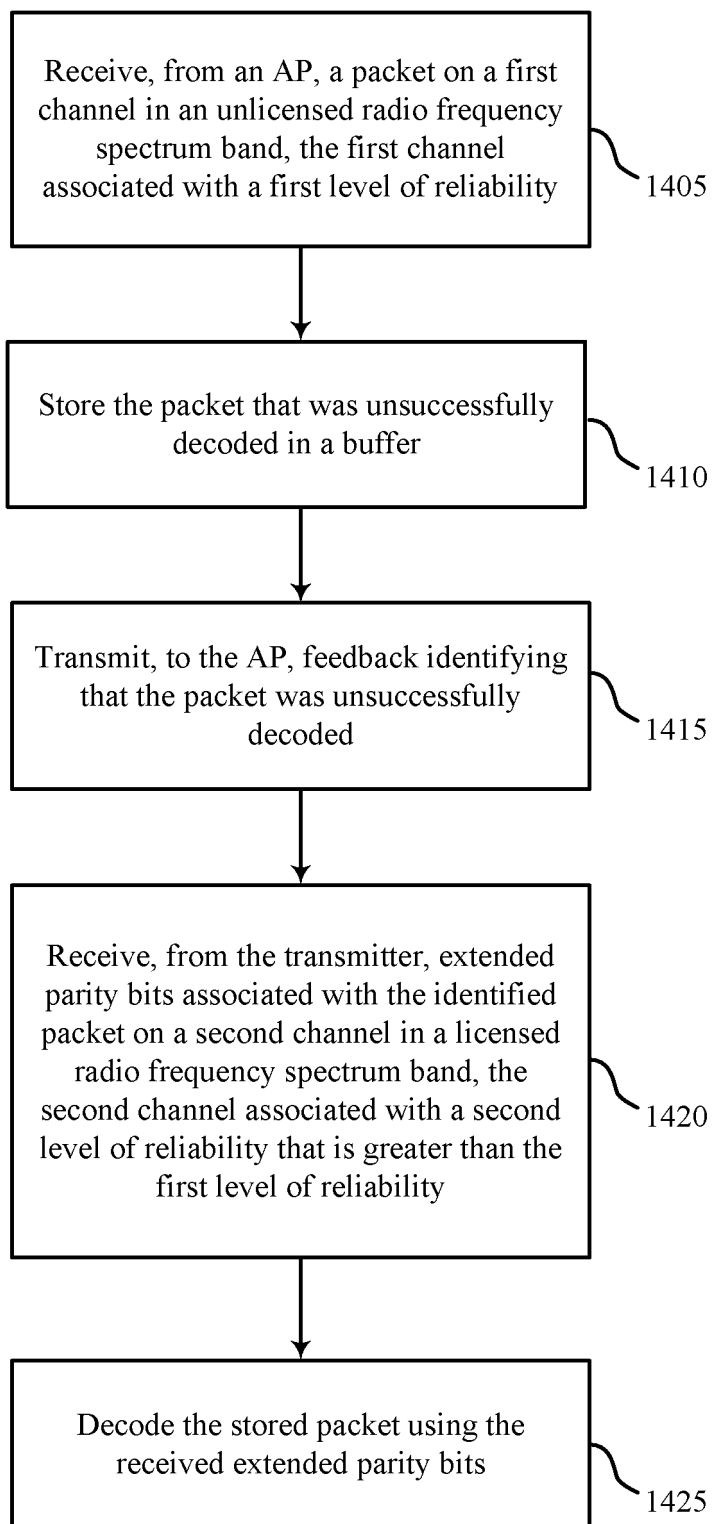 Receive, from an AP, a packet on a first
channel in an unlicensed radio frequency
spectrum band, the first channel
associated with a first level of reliability
1405
Store the packet that was unsuccessfully
decoded in a buffer
1410
Transmit, to the AP, feedback identifying
that the packet was unsuccessfully
decoded
1415
Receive, from the transmitter, extended
parity bits associated with the identified
packet on a second channel in a licensed
radio frequency spectrum band, the
second channel associated with a second
level of reliability that is greater than the
first level of reliability
1420
Decode the stored packet using the
received extended parity bits
1425